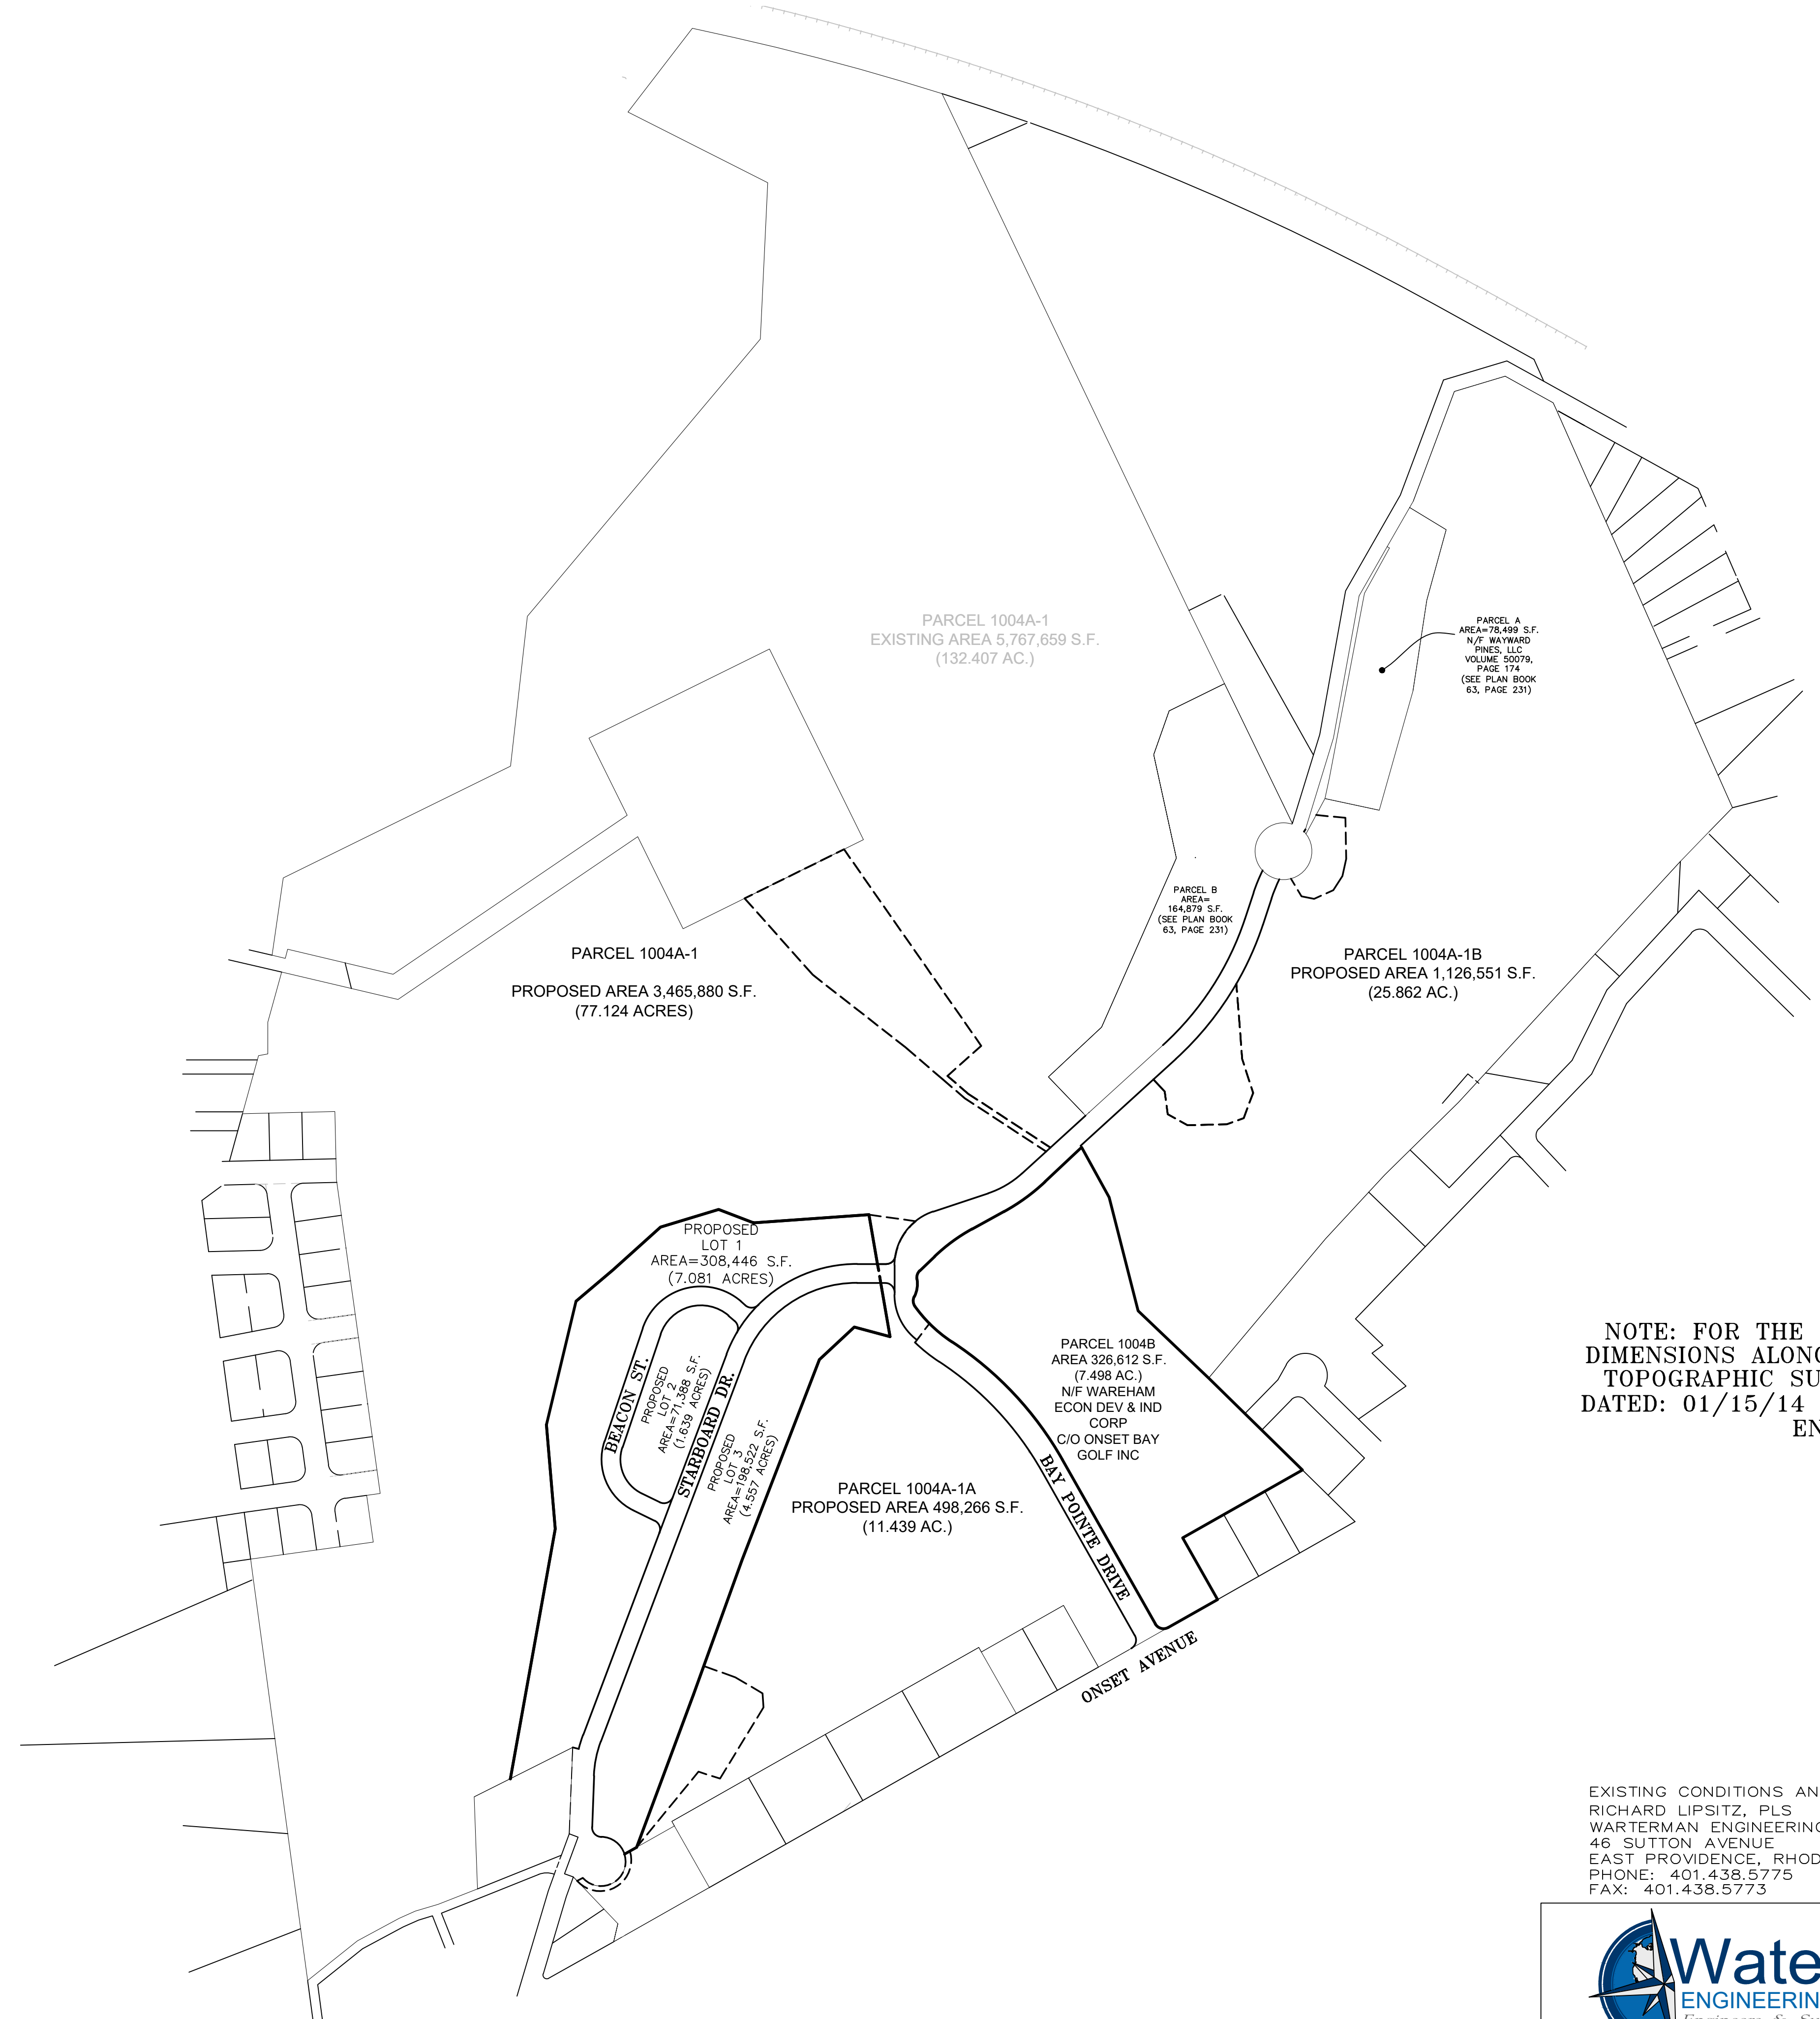 PARCEL 1004A-1
EXISTING AREA 5,767,659 S.F.
(132.407 AC.)
PARCEL A
AREA=78,499 S.F.
N/F WAYWARD
PINES, LLC
VOLUME 50079,
PAGE 174
(SEE PLAN BOOK
63, PAGE 231)
PARCEL B
AREA=
164,879 S.F.
(SEE PLAN BOOK
63, PAGE 231)
PARCEL 1004A-1
PROPOSED AREA 3,465,880 S.F.
(77.124 ACRES)
PARCEL 1004A-1B
PROPOSED AREA 1,126,551 S.F.
(25.862 AC.)
PROPOSED
LOT 1
AREA=308,446 S.F.
(7.081 ACRES)
BEACON ST.
PROPOSED
LOT 2
AREA=71,388 S.F.
(1.639 ACRES)
STARBOARD DR.
PROPOSED
LOT 3
AREA=198,522 S.F.
(4.557 ACRES)
PARCEL 1004B
AREA 326,612 S.F.
(7.498 AC.)
N/F WAREHAM
ECON DEV & IND
CORP
C/O ONSET BAY
GOLF INC
PARCEL 1004A-1A
PROPOSED AREA 498,266 S.F.
(11.439 AC.)
BAY POINTE DRIVE
ONSET AVENUE
NOTE: FOR THE
DIMENSIONS ALONG
TOPOGRAPHIC SU
DATED: 01/15/14
EN
EXISTING CONDITIONS AN
RICHARD LIPSITZ, PLS
WARTERMAN ENGINEERING
46 SUTTON AVENUE
EAST PROVIDENCE, RHOD
PHONE: 401.438.5775
FAX: 401.438.5773
Wate
ENGINEERIN